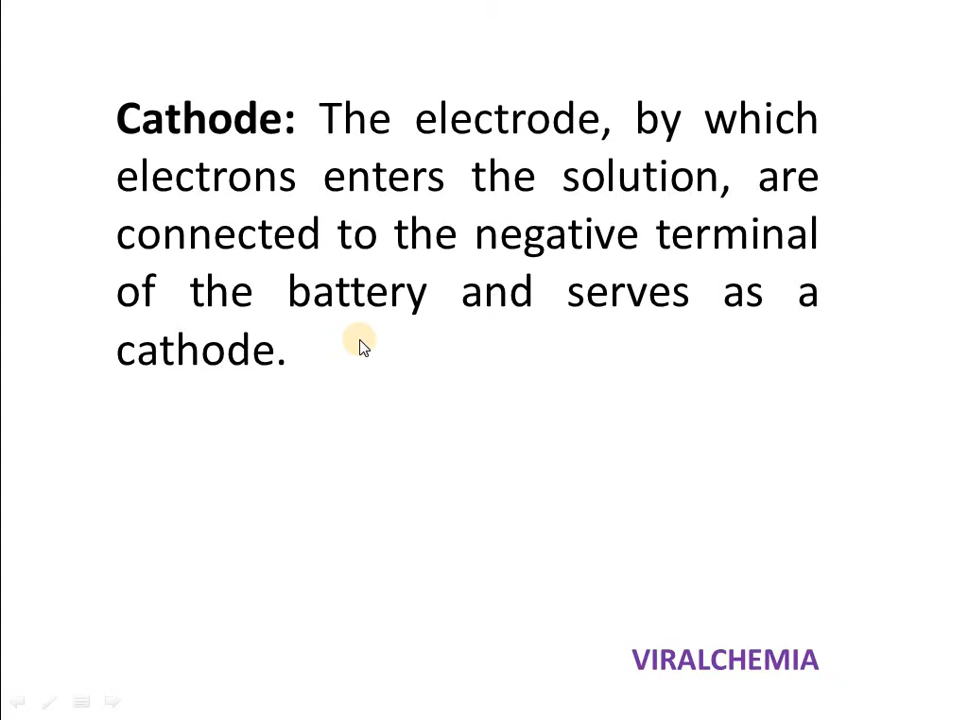 Cathode: The electrode, by which
electrons enters the solution, are
connected to the negative terminal
of the battery and serves as a
cathode.
VIRALCHEMIA